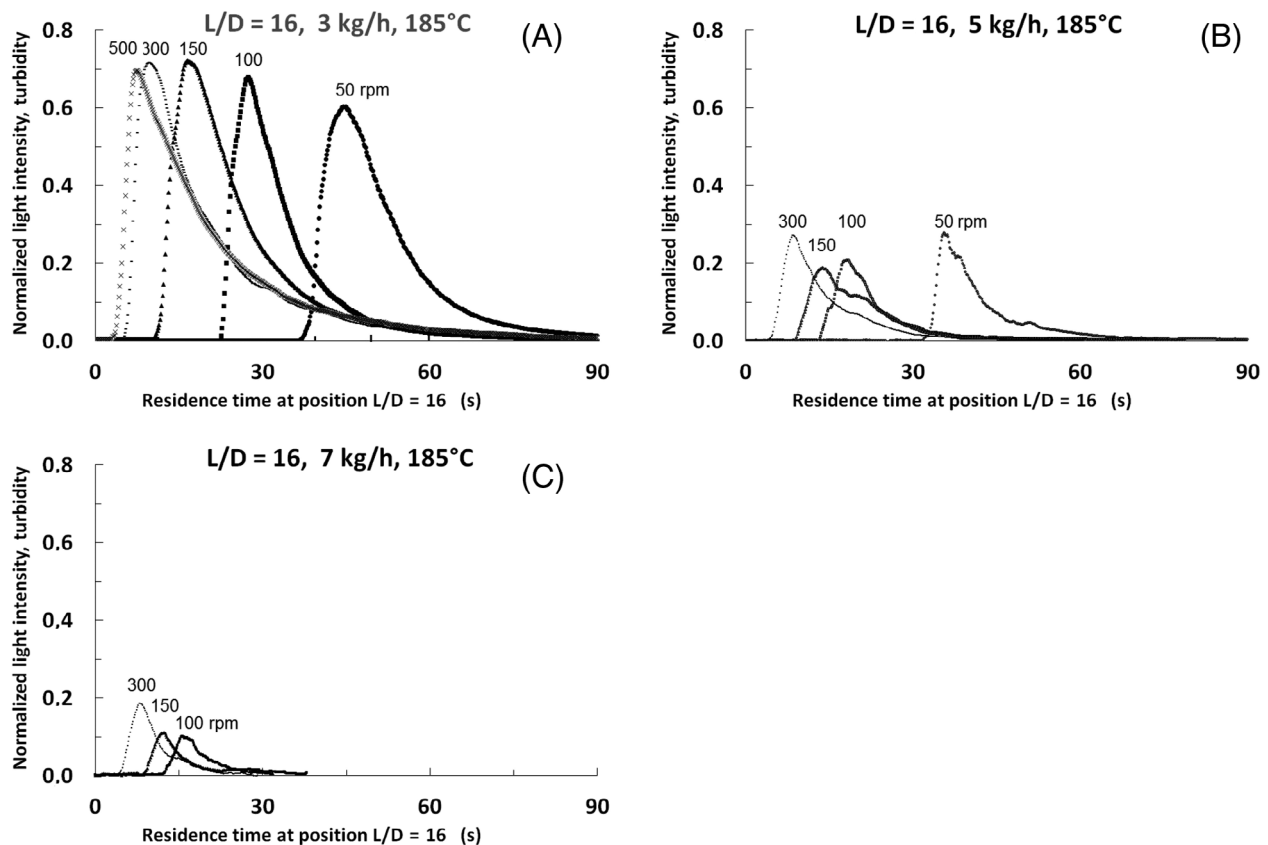 L/D = 16, 3 kg/h, 185°C
(A)
Normalized light intensity, turbidity
0.8
0.6
0.4
0.2
0.0
500 300 150 100 50 rpm
0 30 60 90
Residence time at position L/D = 16 (s)
L/D = 16, 5 kg/h, 185°C
(B)
Normalized light intensity, turbidity
0.8
0.6
0.4
0.2
0.0
300 150 100 50 rpm
0 30 60 90
Residence time at position L/D = 16 (s)
L/D = 16, 7 kg/h, 185°C
(C)
Normalized light intensity, turbidity
0.8
0.6
0,4
0.2
0.0
300
150
100 rpm
0 30 60 90
Residence time at position L/D = 16 (s)